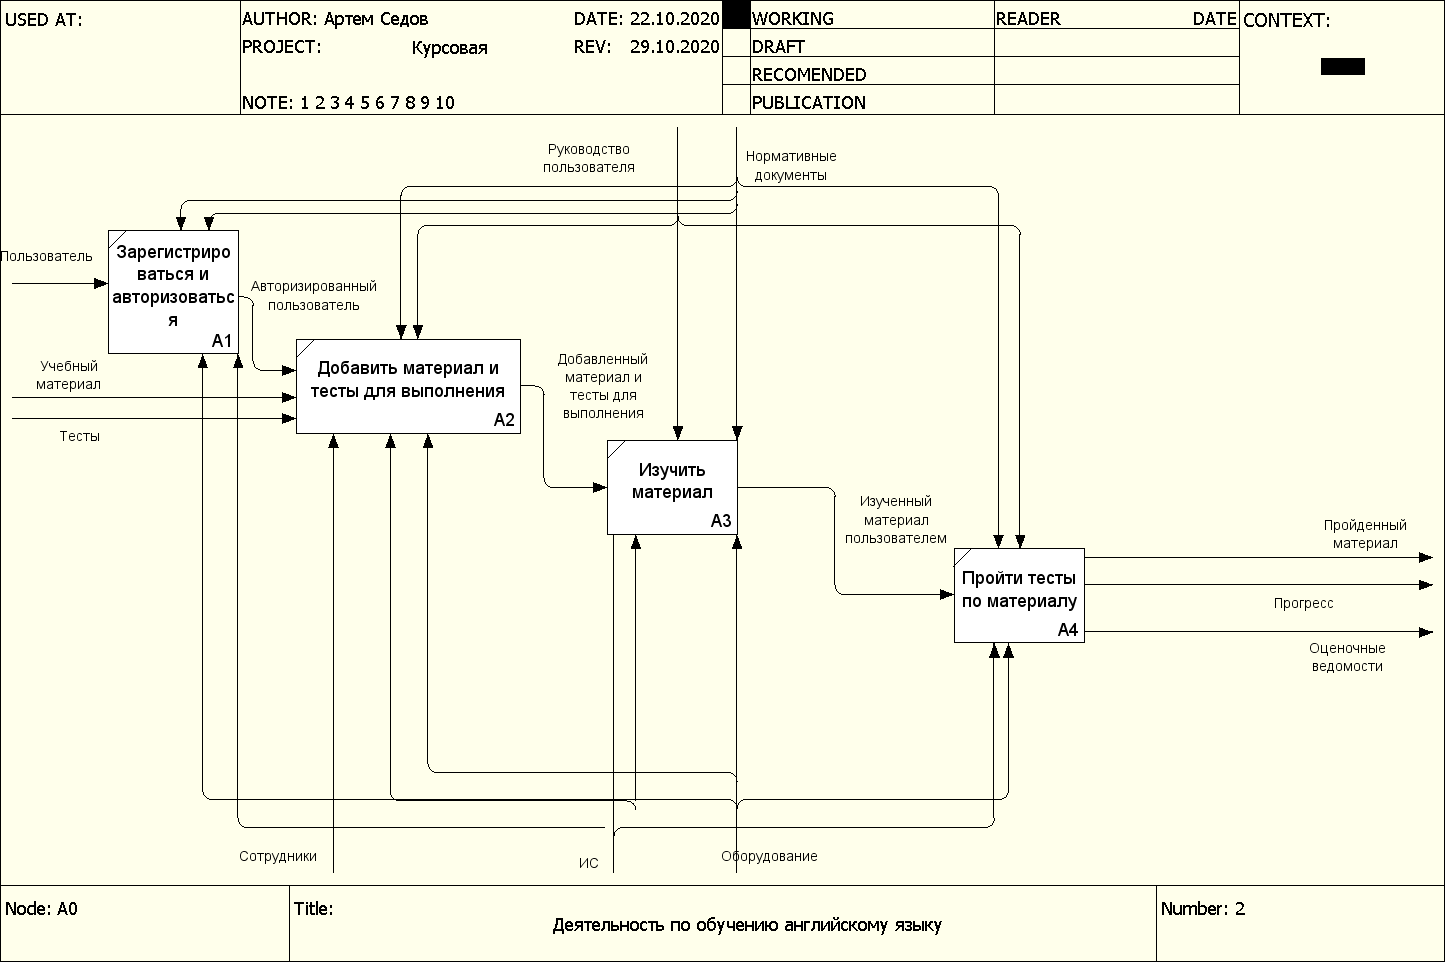 USED AT:
AUTHOR: Артем Седов
DATE: 22.10.2020
WORKING
READER
DATE
CONTEXT:
PROJECT:
Курсовая
REV: 29.10.2020
DRAFT
RECOMENDED
NOTE: 1 2 3 4 5 6 7 8 9 10
PUBLICATION
Руководство
пользователя
Нормативные
документы
Пользователь
Зарегистриро
ваться и
авторизоватьс
я
A1
Авторизированный
пользователь
Учебный
материал
Тесты
Добавить материал и
тесты для выполнения
A2
Добавленный
материал и
тесты для
выполнения
Изучить
материал
A3
Изученный
материал
пользователем
Пройти тесты
по материалу
A4
Пройденный
материал
Прогресс
Оценочные
ведомости
Сотрудники
ИС
Оборудование
Node: A0
Title:
Деятельность по обучению английскому языку
Number: 2